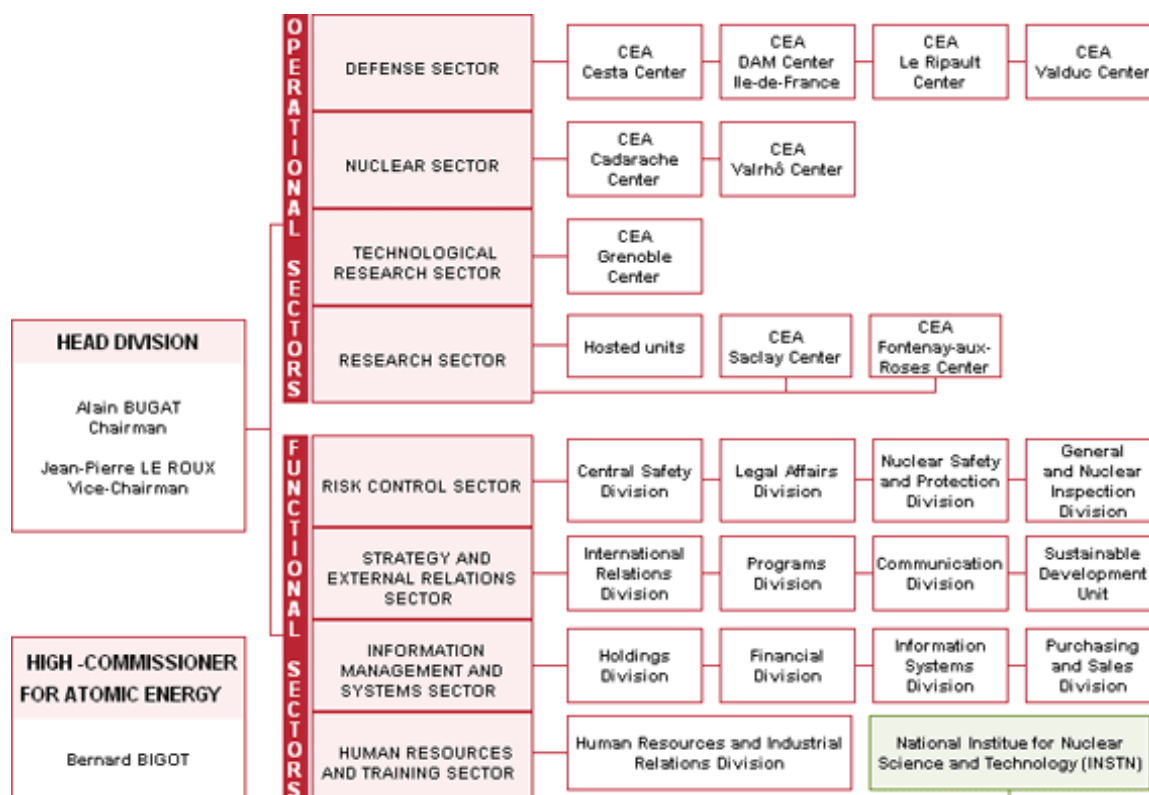 OPERATIONAL SECTORS
DEFENSE SECTOR
CEA
Cesta Center
CEA
DAM Center
Ile-de-France
CEA
Le Ripault
Center
CEA
Valduc Center
NUCLEAR SECTOR
CEA
Cadarache
Center
CEA
Valrhô Center
TECHNOLOGICAL
RESEARCH SECTOR
CEA
Grenoble
Center
RESEARCH SECTOR
Hosted units
CEA
Saclay Center
CEA
Fontenay-aux-
Roses Center
HEAD DIVISION
Alain BUGAT
Chairman
Jean-Pierre LE ROUX
Vice-Chairman
FUNCTIONAL SECTORS
RISK CONTROL SECTOR
Central Safety
Division
Legal Affairs
Division
Nuclear Safety
and Protection
Division
General
and Nuclear
Inspection
Division
STRATEGY AND
EXTERNAL RELATIONS
SECTOR
International
Relations
Division
Programs
Division
Communication
Division
Sustainable
Development
Unit
HIGH -COMMISSIONER
FOR ATOMIC ENERGY
Bernard BIGOT
INFORMATION
MANAGEMENT AND
SYSTEMS SECTOR
Holdings
Division
Financial
Division
Information
Systems
Division
Purchasing
and Sales
Division
HUMAN RESOURCES
AND TRAINING SECTOR
Human Resources and Industrial
Relations Division
National Institue for Nuclear
Science and Technology (INSTN)